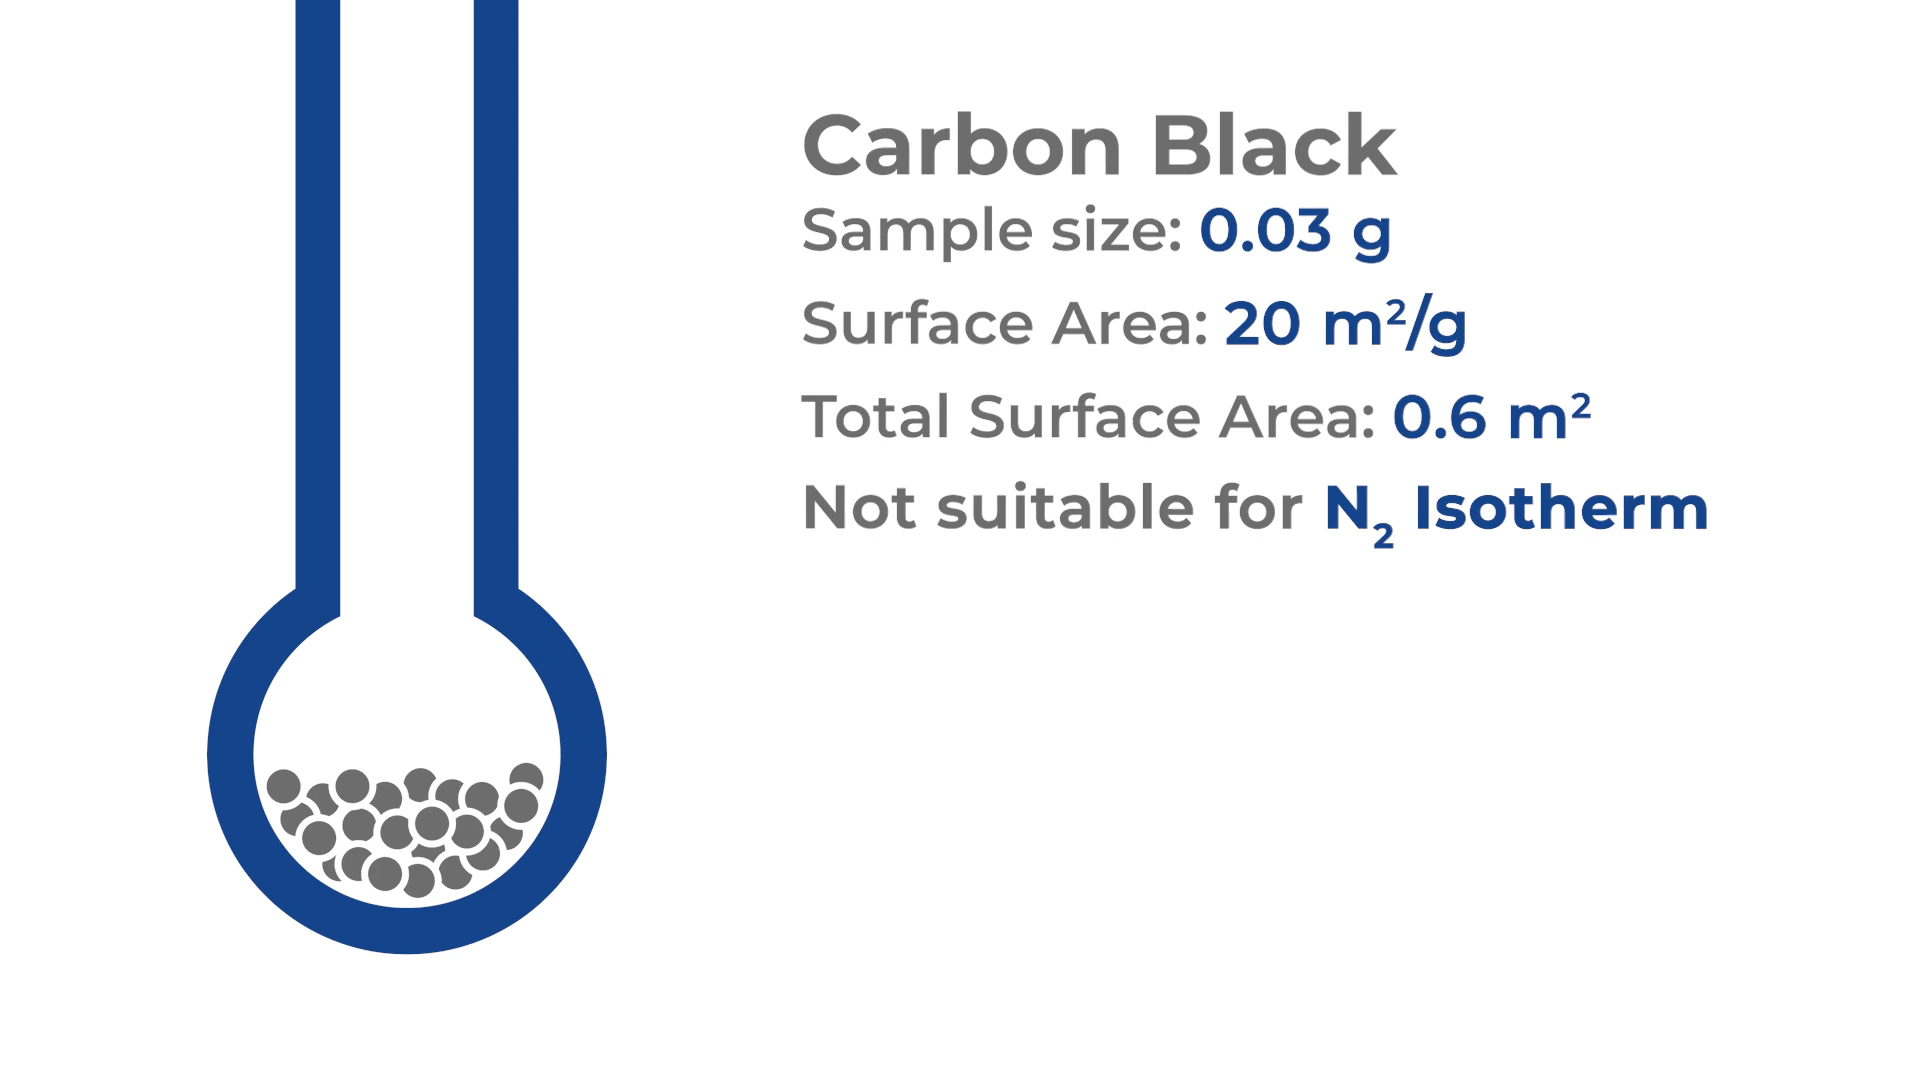 Carbon Black
Sample size: 0.03 g
Surface Area: 20 m²/g
Total Surface Area: 0.6 m²
Not suitable for N₂ Isotherm